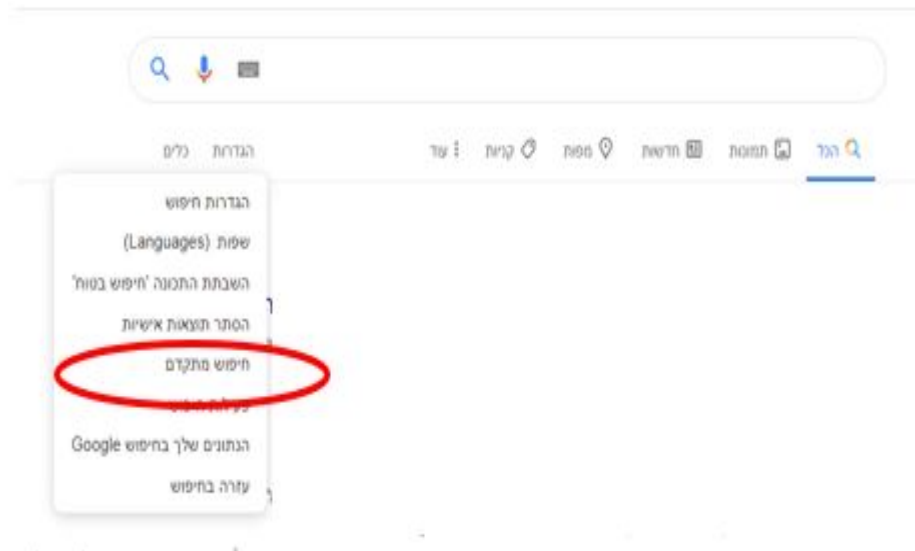 הכל תמונות חדשות מפות קניות עוד הגדרות כלים
הגדרות חיפוש
שפות (Languages)
השבתת התכונה 'חיפוש בטוח'
הסתר תוצאות אישיות
חיפוש מתקדם
הנתונים שלך בחיפוש Google
עזרה בחיפוש